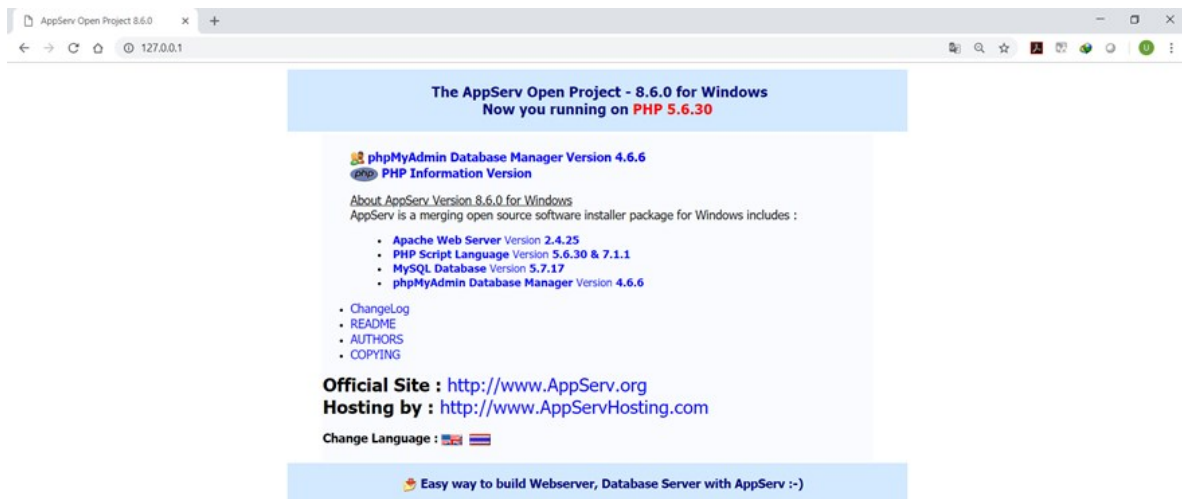 AppServ Open Project 8.6.0
127.0.0.1
U
The AppServ Open Project - 8.6.0 for Windows
Now you running on PHP 5.6.30
phpMyAdmin Database Manager Version 4.6.6
php PHP Information Version
About AppServ Version 8.6.0 for Windows
AppServ is a merging open source software installer package for Windows includes :
Apache Web Server Version 2.4.25
PHP Script Language Version 5.6.30 & 7.1.1
MySQL Database Version 5.7.17
phpMyAdmin Database Manager Version 4.6.6
ChangeLog
README
AUTHORS
COPYING
Official Site : http://www.AppServ.org
Hosting by : http://www.AppServHosting.com
Change Language :
Easy way to build Webserver, Database Server with AppServ :-)